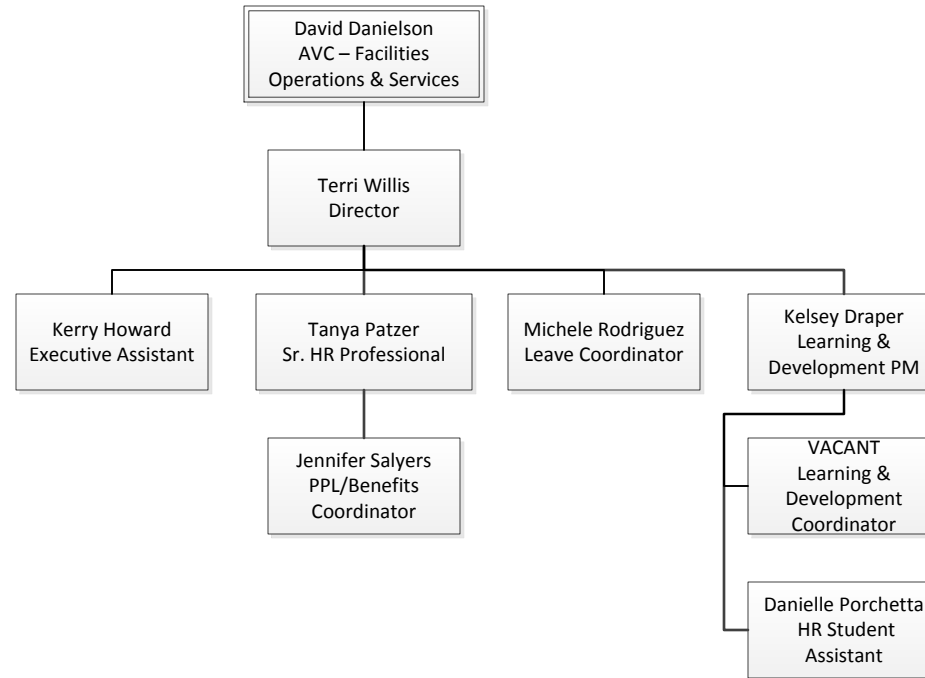 David Danielson
AVC – Facilities
Operations & Services
Terri Willis
Director
Kerry Howard
Executive Assistant
Tanya Patzer
Sr. HR Professional
Michele Rodriguez
Leave Coordinator
Kelsey Draper
Learning &
Development PM
Jennifer Salyers
PPL/Benefits
Coordinator
VACANT
Learning &
Development
Coordinator
Danielle Porchetta
HR Student
Assistant